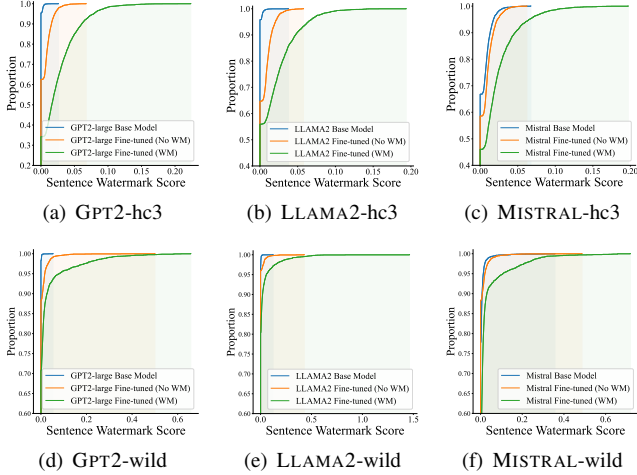 Proportion
1.0
0.9
0.8
0.7
0.6
0.5
0.4
0.3
0.2
GPT2-large Base Model
GPT2-large Fine-tuned (No WM)
GPT2-large Fine-tuned (WM)
0.00 0.05 0.10 0.15 0.20
Sentence Watermark Score
(a) GPT2-hc3
Proportion
1.0
0.9
0.8
0.7
0.6
0.5
0.4
LLAMA2 Base Model
LLAMA2 Fine-tuned (No WM)
LLAMA2 Fine-tuned (WM)
0.00 0.05 0.10 0.15 0.20
Sentence Watermark Score
(b) LLAMA2-hc3
Proportion
1.0
0.9
0.8
0.7
0.6
0.5
0.4
Mistral Base Model
Mistral Fine-tuned (No WM)
Mistral Fine-tuned (WM)
0.00 0.05 0.10 0.15 0.20
Sentence Watermark Score
(c) MISTRAL-hc3
Proportion
1.00
0.95
0.90
0.85
0.80
0.75
0.70
0.65
0.60
GPT2-large Base Model
GPT2-large Fine-tuned (No WM)
GPT2-large Fine-tuned (WM)
0.0 0.2 0.4 0.6
Sentence Watermark Score
(d) GPT2-wild
Proportion
1.00
0.95
0.90
0.85
0.80
0.75
0.70
0.65
0.60
LLAMA2 Base Model
LLAMA2 Fine-tuned (No WM)
LLAMA2 Fine-tuned (WM)
0.0 0.5 1.0 1.5
Sentence Watermark Score
(e) LLAMA2-wild
Proportion
1.00
0.95
0.90
0.85
0.80
0.75
0.70
0.65
0.60
Mistral Base Model
Mistral Fine-tuned (No WM)
Mistral Fine-tuned (WM)
0.0 0.2 0.4 0.6
Sentence Watermark Score
(f) MISTRAL-wild